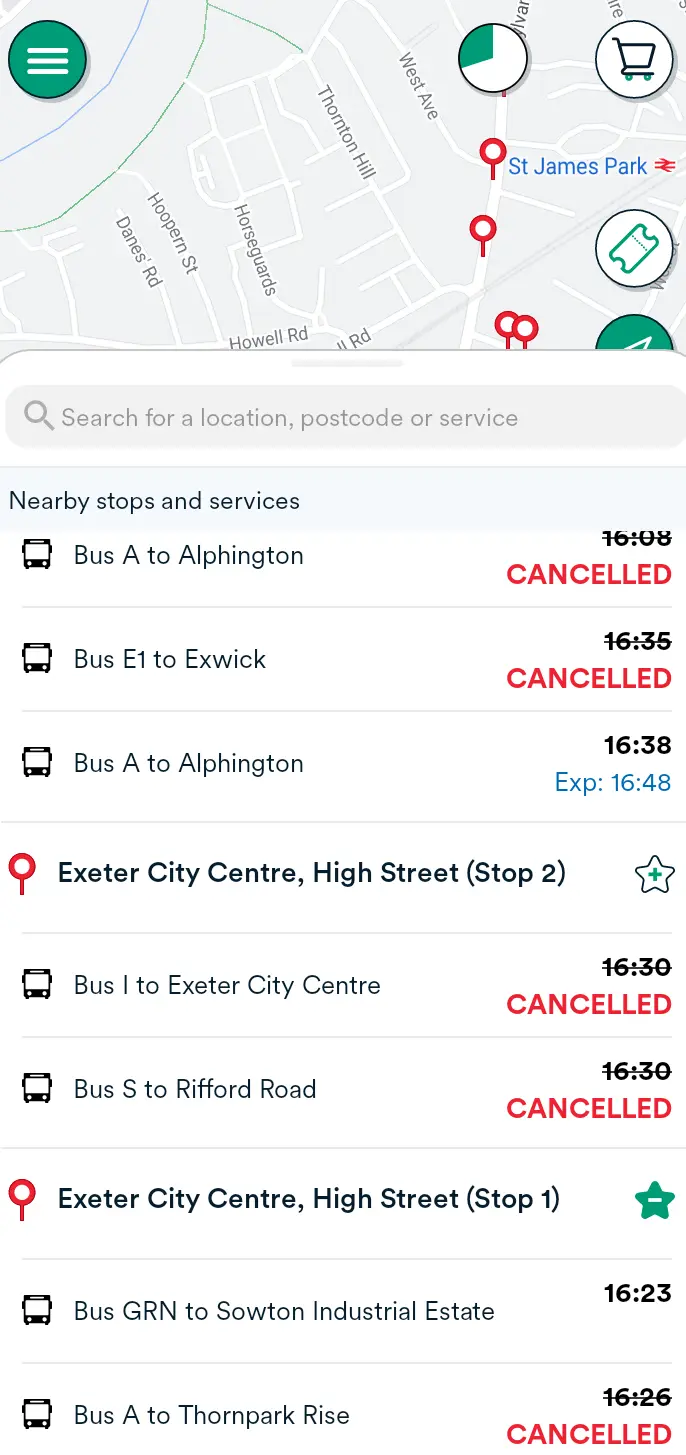 West Ave
Thornton Hill
St James Park
Hoopern St
Danes' Rd
Horseguards
Howell Rd
ll Rd
Search for a location, postcode or service
Nearby stops and services
16:08
Bus A to Alphington
CANCELLED
16:35
Bus E1 to Exwick
CANCELLED
16:38
Bus A to Alphington
Exp: 16:48
Exeter City Centre, High Street (Stop 2)
16:30
Bus I to Exeter City Centre
CANCELLED
16:30
Bus S to Rifford Road
CANCELLED
Exeter City Centre, High Street (Stop 1)
16:23
Bus GRN to Sowton Industrial Estate
16:26
Bus A to Thornpark Rise
CANCELLED